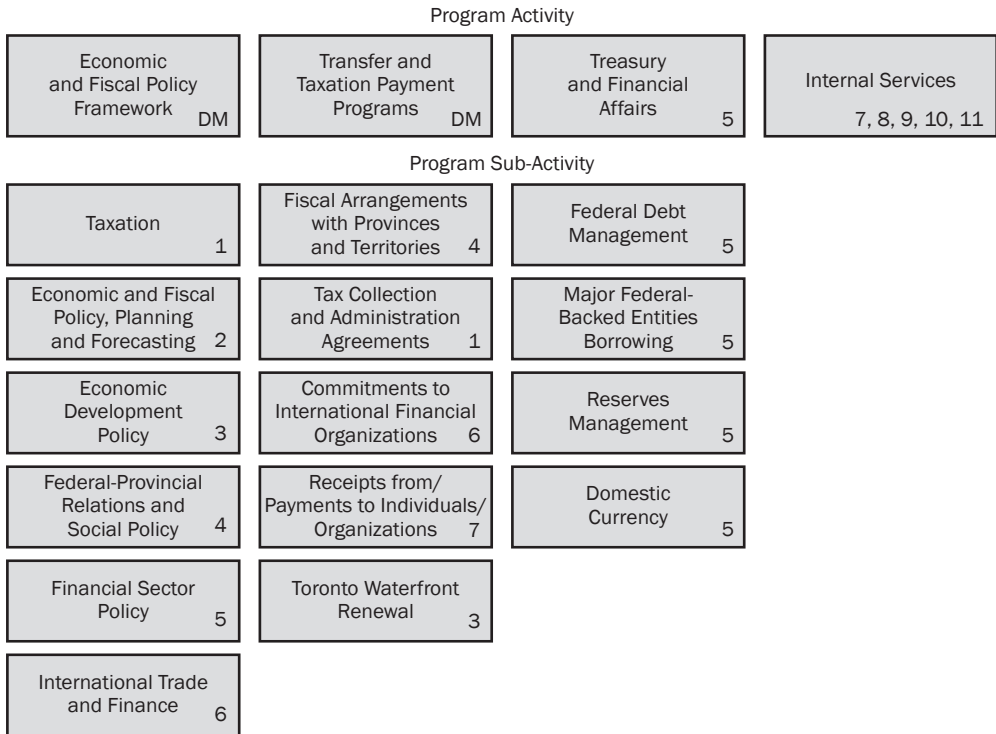 Program Activity
Economic
and Fiscal Policy
Framework DM
Transfer and
Taxation Payment
Programs DM
Treasury
and Financial
Affairs 5
Internal Services
7, 8, 9, 10, 11
Program Sub-Activity
Taxation
1
Fiscal Arrangements
with Provinces
and Territories 4
Federal Debt
Management 5
Economic and Fiscal
Policy, Planning
and Forecasting 2
Tax Collection
and Administration
Agreements 1
Major Federal-
Backed Entities
Borrowing 5
Economic
Development
Policy 3
Commitments to
International Financial
Organizations 6
Reserves
Management 5
Federal-Provincial
Relations and
Social Policy 4
Receipts from/
Payments to Individuals/
Organizations 7
Domestic
Currency 5
Financial Sector
Policy 5
Toronto Waterfront
Renewal 3
International Trade
and Finance 6